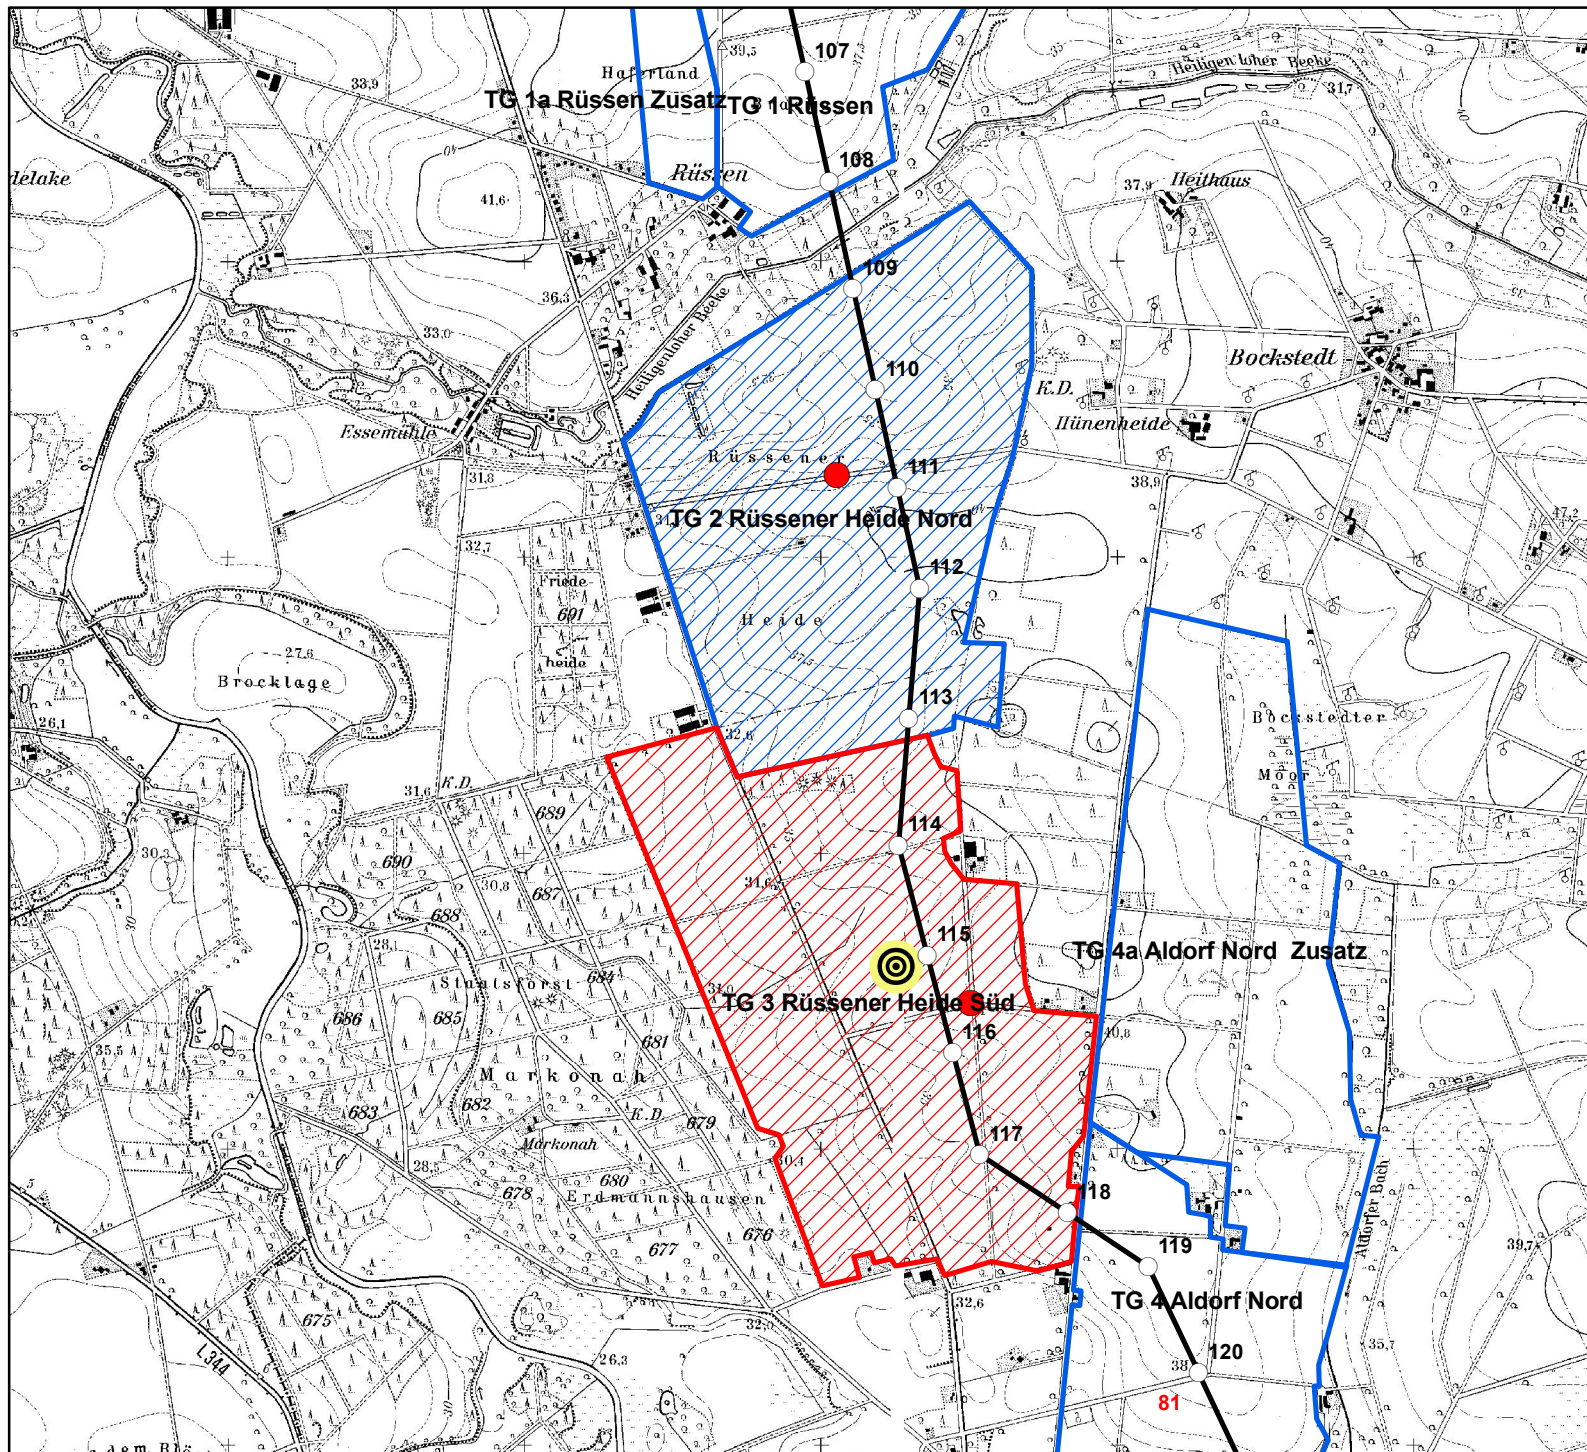 107
39,5
Haferland
33,9
TG 1a Rüssen Zusatz
TG 1 Rüssen
Heiligenloher Beeke
31,7
108
Rüssen
delake
41,6
37,9
Heithaus
109
36,3
33,0
Heiligenloher Beeke
110
Bockstedt
K.D.
Hünenheide
Essemühle
Rüssener
111
31,8
38,9
47,2
TG 2 Rüssener Heide Nord
32,7
112
Friede-
691
heide
Heide
37,5
27,6
Brocklage
26,1
113
32,6
Bockstedter
Moor
K.D.
31,6
689
114
30,3
690
30,8
687
31,6
688
28,1
115
TG 4a Aldorf Nord Zusatz
Staatsforst
684
31,0
TG 3 Rüssener Heide Süd
686
685
681
116
40,8
35,5
Markonah
683
682
K.D.
679
117
Markonah
30,4
28,5
680
678
Erdmannshausen
118
676
677
119
Aldorfer Bach
39,7
TG 4 Aldorf Nord
32,6
675
32,0
L344
35,7
120
38
26,3
81